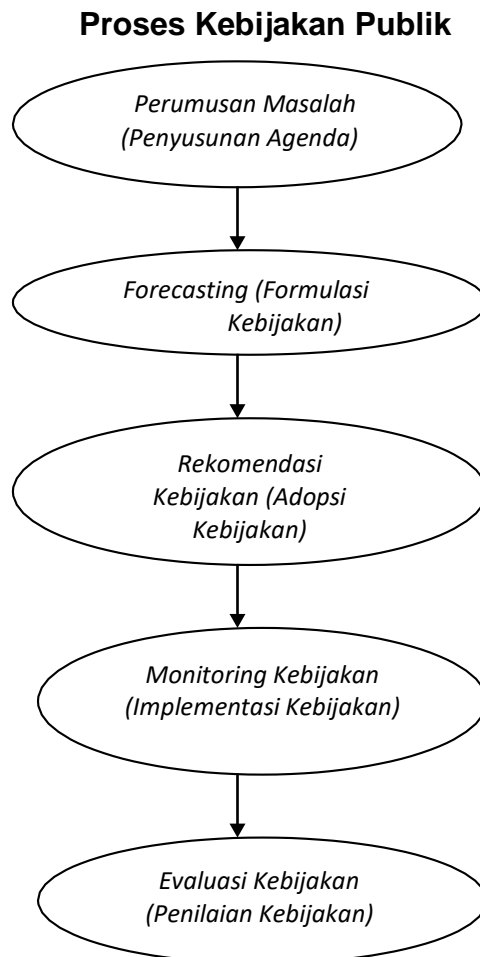 Proses Kebijakan Publik
Perumusan Masalah
(Penyusunan Agenda)
Forecasting (Formulasi
Kebijakan)
Rekomendasi
Kebijakan (Adopsi
Kebijakan)
Monitoring Kebijakan
(Implementasi Kebijakan)
Evaluasi Kebijakan
(Penilaian Kebijakan)